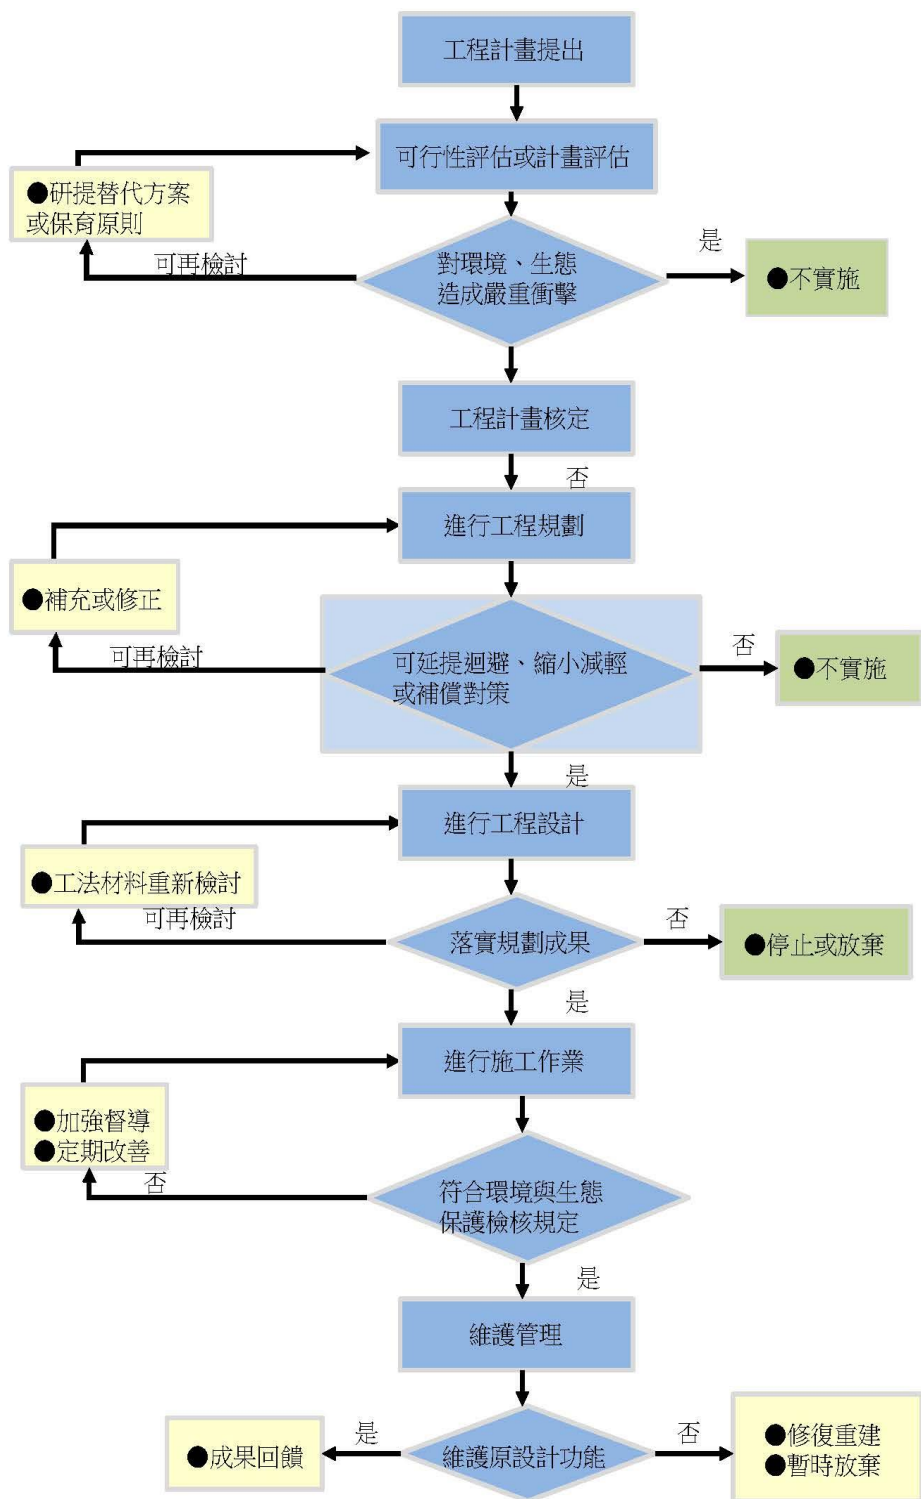 工程計畫提出
可行性評估或計畫評估
●研提替代方案
或保育原則
可再檢討
對環境、生態
造成嚴重衝擊
是
●不實施
工程計畫核定
否
進行工程規劃
●補充或修正
可再檢討
可延提迴避、縮小減輕
或補償對策
否
●不實施
是
進行工程設計
●工法材料重新檢討
可再檢討
落實規劃成果
否
●停止或放棄
是
進行施工作業
●加強督導
●定期改善
否
符合環境與生態
保護檢核規定
是
維護管理
●成果回饋
是
維護原設計功能
否
●修復重建
●暫時放棄